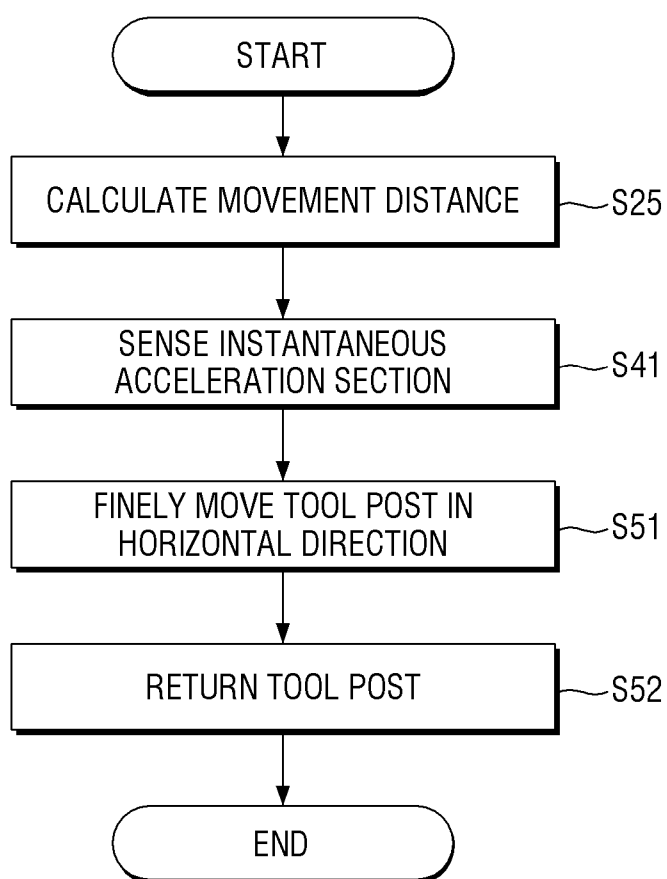 START
CALCULATE MOVEMENT DISTANCE
S25
SENSE INSTANTANEOUS
ACCELERATION SECTION
S41
FINELY MOVE TOOL POST IN
HORIZONTAL DIRECTION
S51
RETURN TOOL POST
S52
END